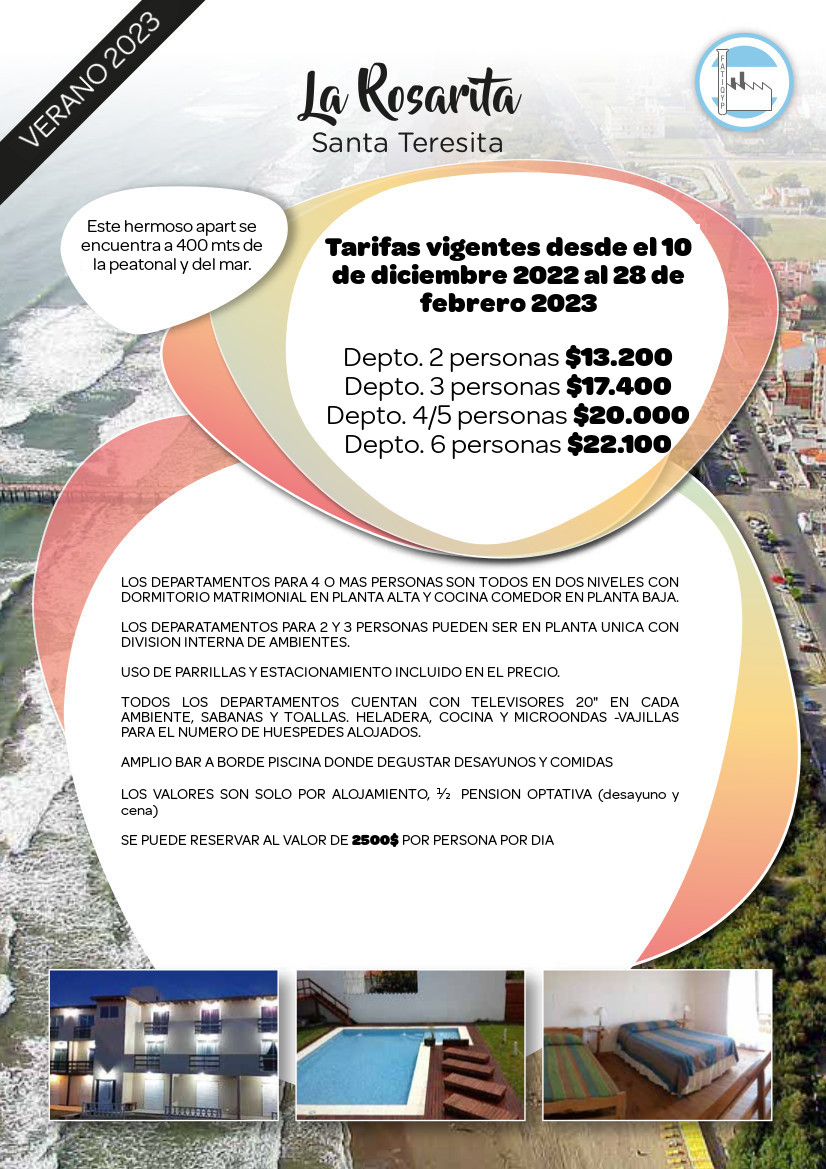 VERANO 2023
La Rosarita
Santa Teresita
FATIQYP
Este hermoso apart se
encuentra a 400 mts de
la peatonal y del mar.
Tarifas vigentes desde el 10
de diciembre 2022 al 28 de
febrero 2023
Depto. 2 personas $13.200
Depto. 3 personas $17.400
Depto. 4/5 personas $20.000
Depto. 6 personas $22.100
LOS DEPARTAMENTOS PARA 4 O MAS PERSONAS SON TODOS EN DOS NIVELES CON
DORMITORIO MATRIMONIAL EN PLANTA ALTA Y COCINA COMEDOR EN PLANTA BAJA.
LOS DEPARATAMENTOS PARA 2 Y 3 PERSONAS PUEDEN SER EN PLANTA UNICA CON
DIVISION INTERNA DE AMBIENTES.
USO DE PARRILLAS Y ESTACIONAMIENTO INCLUIDO EN EL PRECIO.
TODOS LOS DEPARTAMENTOS CUENTAN CON TELEVISORES 20" EN CADA
AMBIENTE, SABANAS Y TOALLAS. HELADERA, COCINA Y MICROONDAS -VAJILLAS
PARA EL NUMERO DE HUESPEDES ALOJADOS.
AMPLIO BAR A BORDE PISCINA DONDE DEGUSTAR DESAYUNOS Y COMIDAS
LOS VALORES SON SOLO POR ALOJAMIENTO, ½ PENSION OPTATIVA (desayuno y
cena)
SE PUEDE RESERVAR AL VALOR DE 2500$ POR PERSONA POR DIA